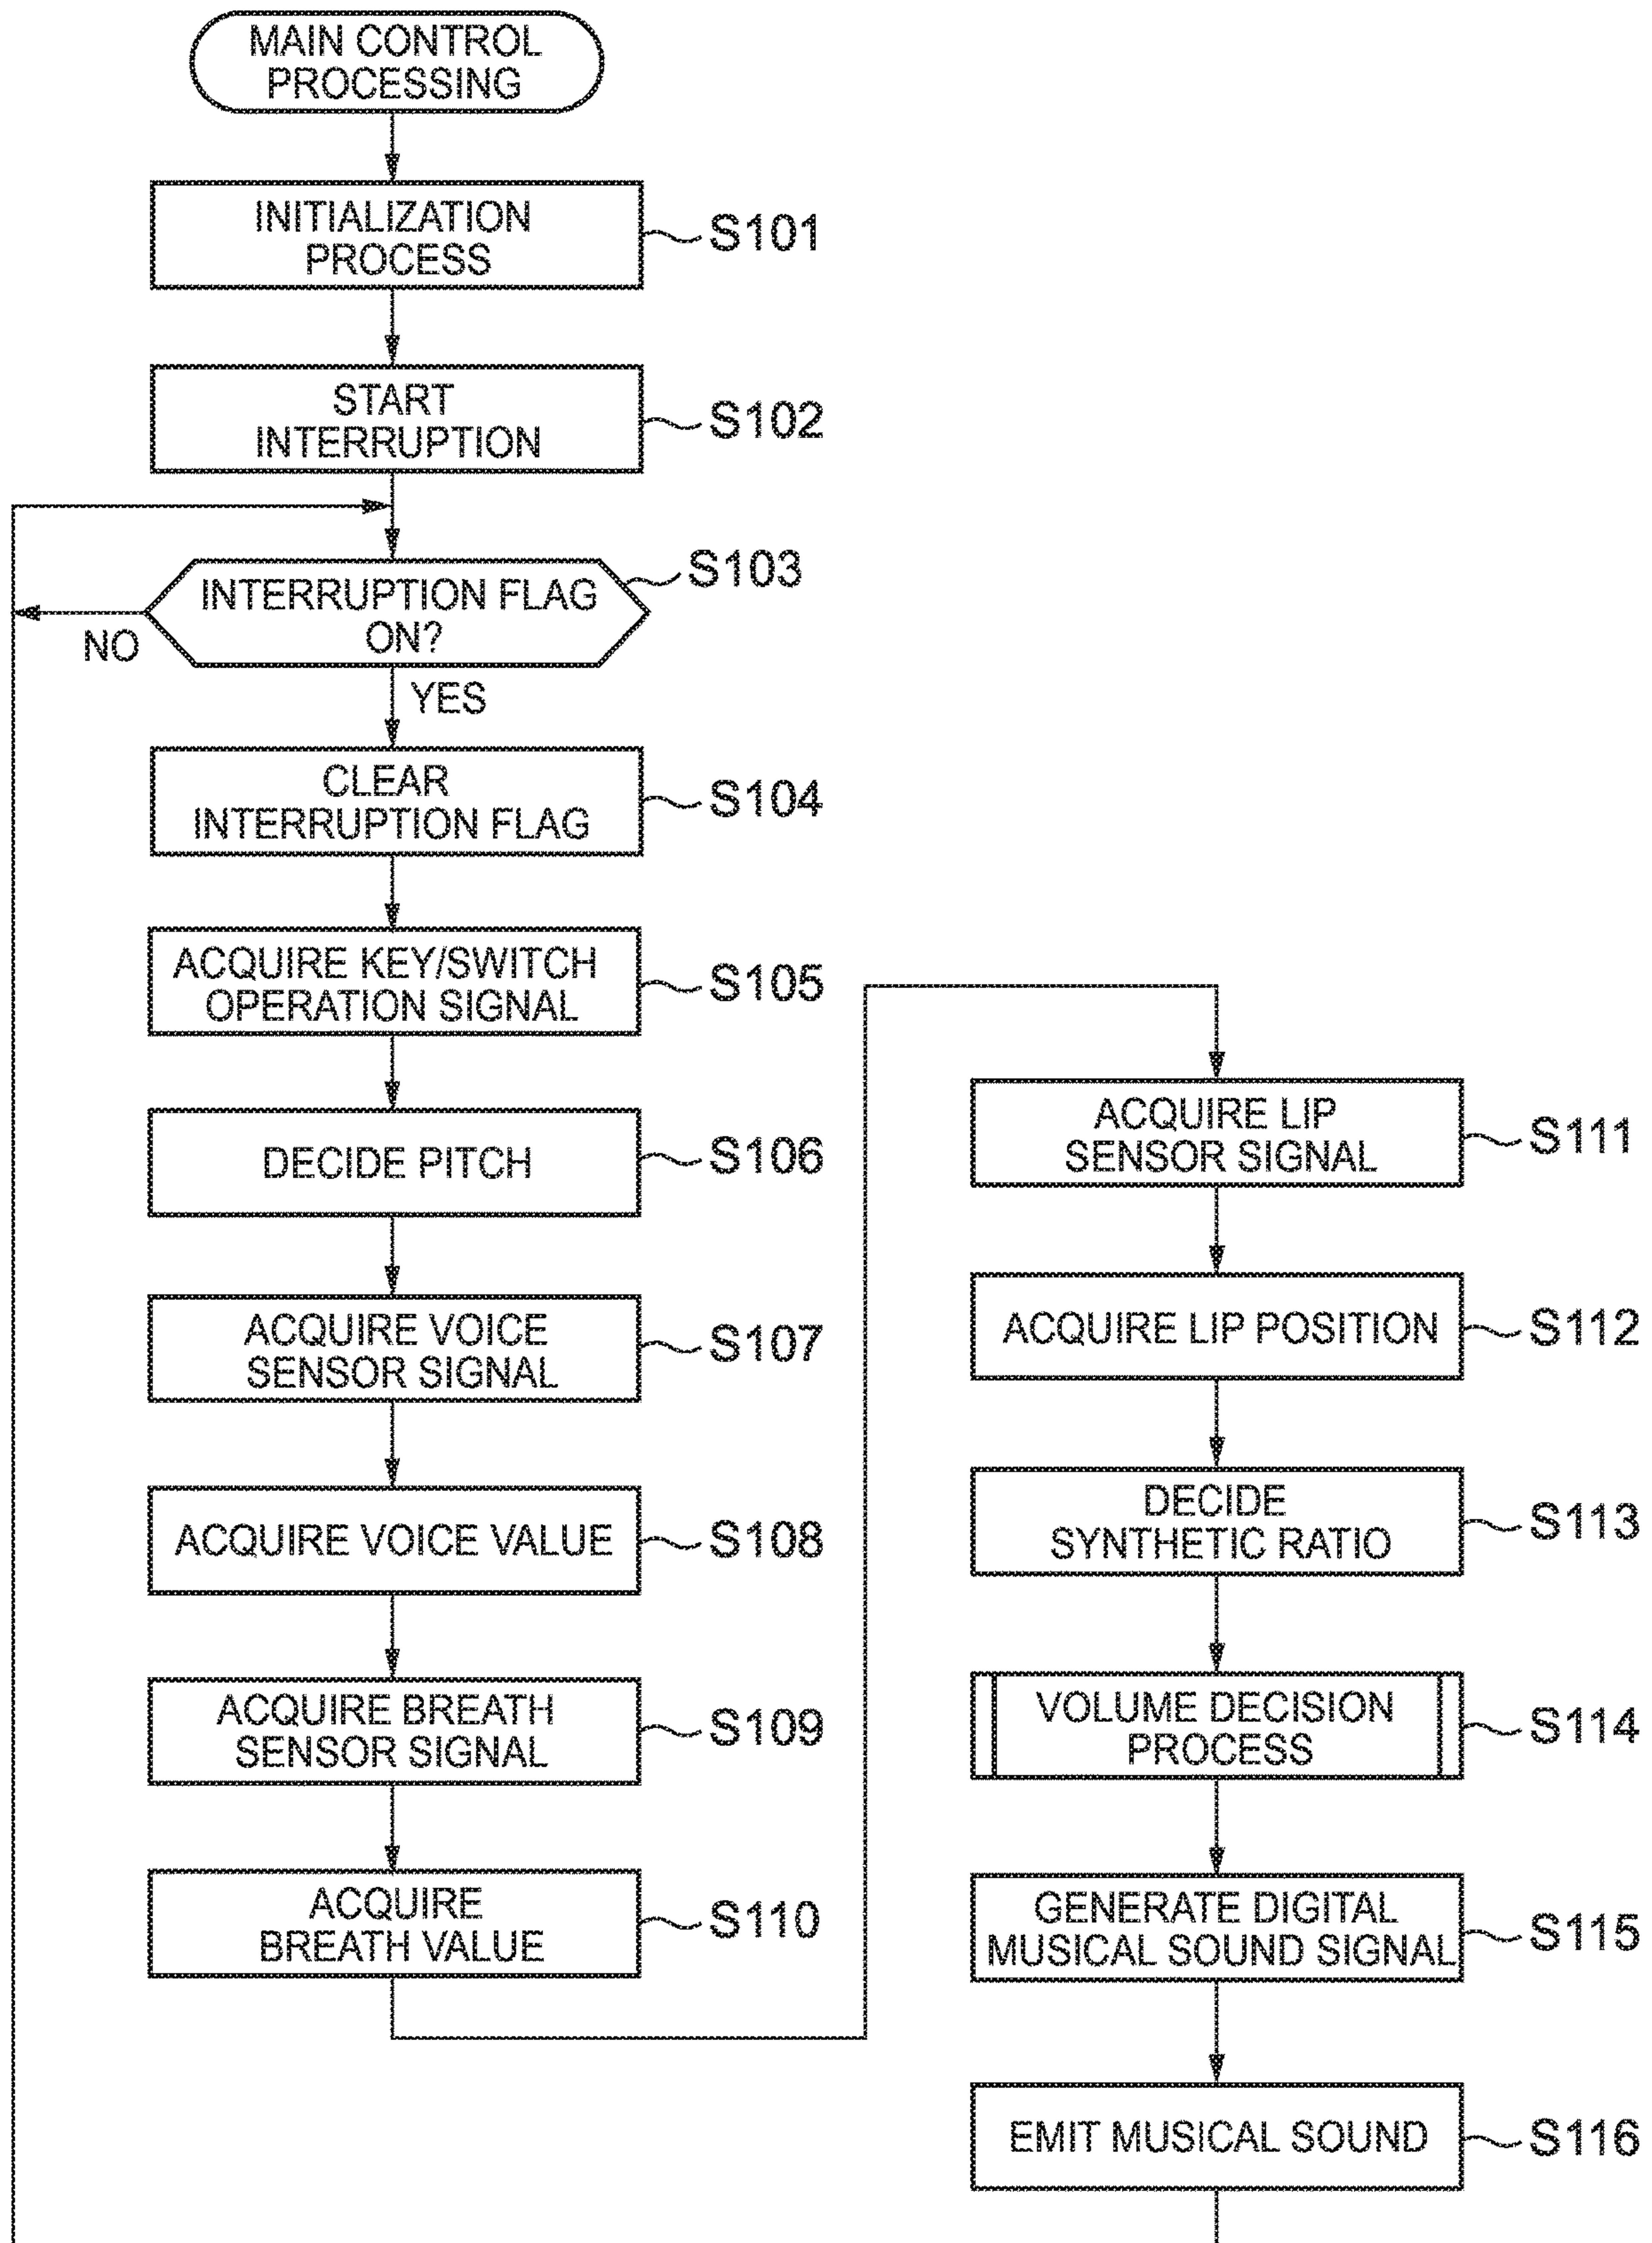 MAIN CONTROL
PROCESSING
INITIALIZATION
PROCESS
S101
START
INTERRUPTION
S102
INTERRUPTION FLAG
ON?
S103
NO
YES
CLEAR
INTERRUPTION FLAG
S104
ACQUIRE KEY/SWITCH
OPERATION SIGNAL
S105
DECIDE PITCH
S106
ACQUIRE VOICE
SENSOR SIGNAL
S107
ACQUIRE VOICE VALUE
S108
ACQUIRE BREATH
SENSOR SIGNAL
S109
ACQUIRE
BREATH VALUE
S110
ACQUIRE LIP
SENSOR SIGNAL
S111
ACQUIRE LIP POSITION
S112
DECIDE
SYNTHETIC RATIO
S113
VOLUME DECISION
PROCESS
S114
GENERATE DIGITAL
MUSICAL SOUND SIGNAL
S115
EMIT MUSICAL SOUND
S116